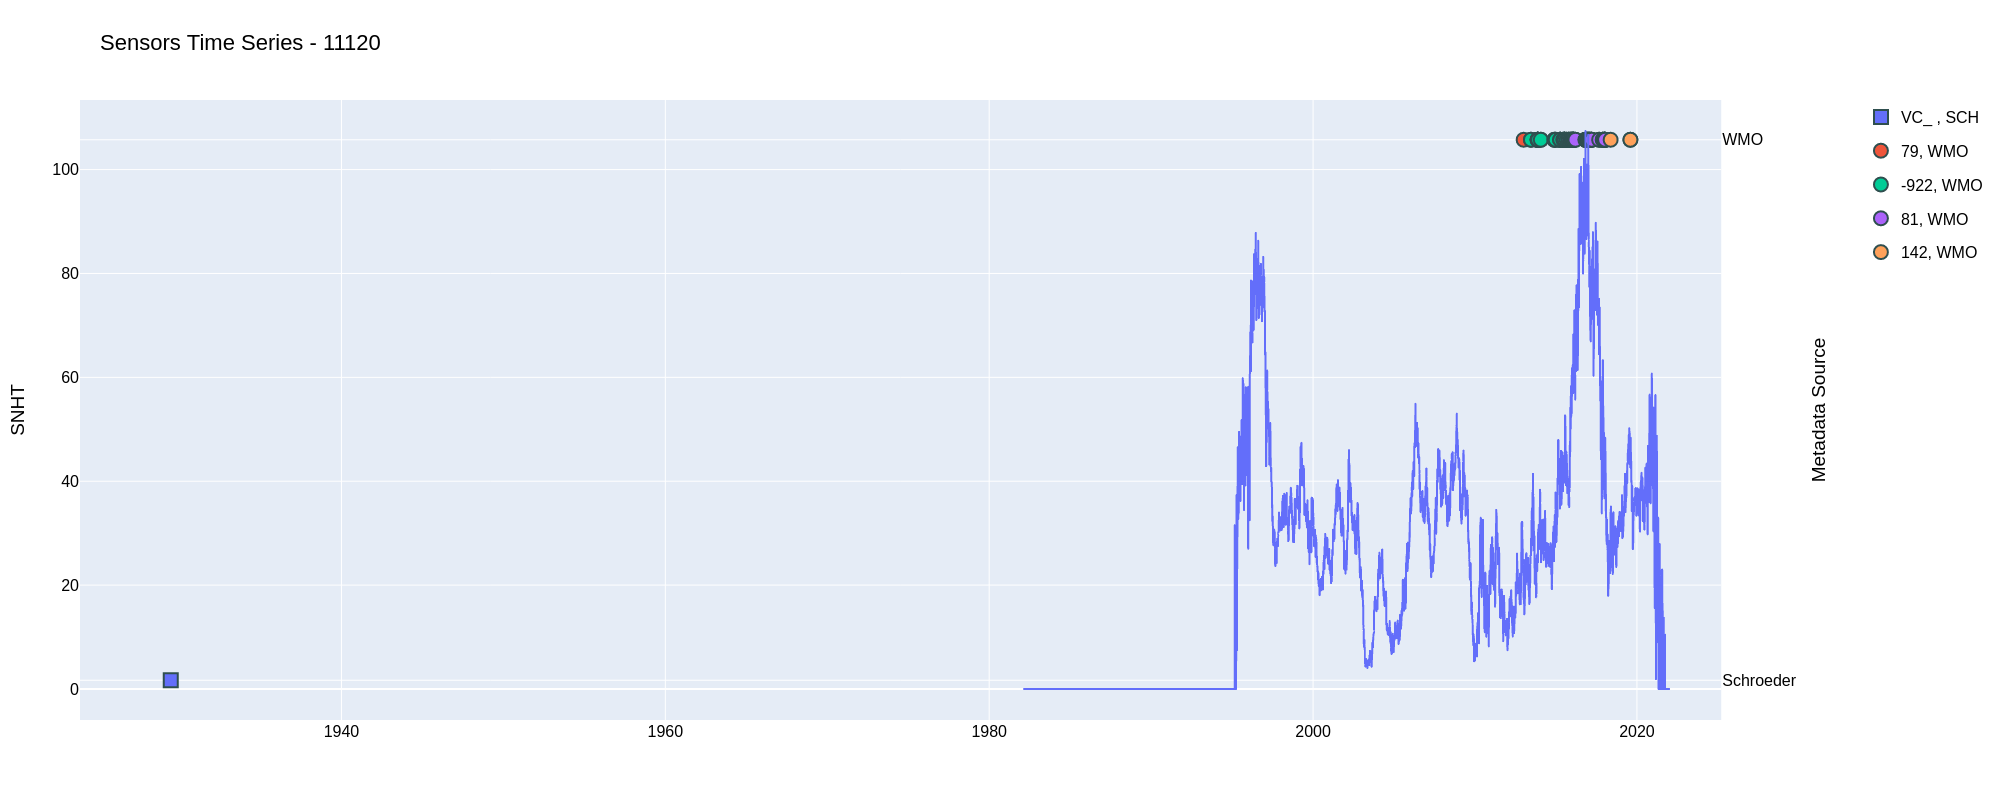 Sensors Time Series - 11120
SNHT
100
80
60
40
20
0
1940
1960
1980
2000
2020
WMO
Schroeder
Metadata Source
VC_ , SCH
79, WMO
-922, WMO
81, WMO
142, WMO